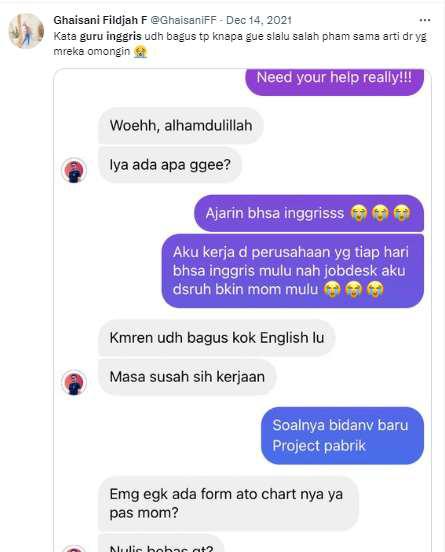 Ghaisani Fildjah F @GhaisaniFF · Dec 14, 2021
Kata guru inggris udh bagus tp knapa gue slalu salah pham sama arti dr yg
mreka omongin 😭
Need your help really!!!
Woehh, alhamdulillah
Iya ada apa ggee?
Ajarin bhsa inggrisss 😭😭😭
Aku kerja d perusahaan yg tiap hari
bhsa inggris mulu nah jobdesk aku
dsruh bkin mom mulu 😭😭😭
Kmren udh bagus kok English lu
Masa susah sih kerjaan
Soalnya bidanv baru
Project pabrik
Emg egk ada form ato chart nya ya
pas mom?
Nulis bebas gt?